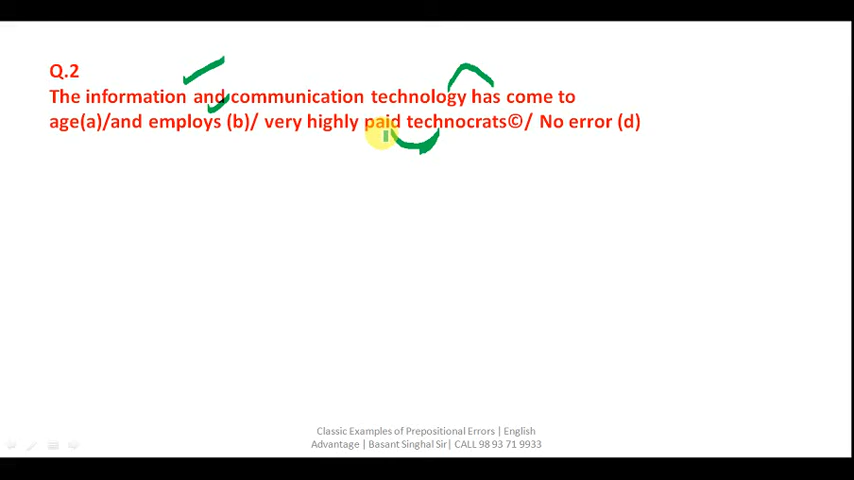 Q.2
The information and communication technology has come to
age(a)/and employs (b)/ very highly paid technocrats©/ No error (d)
Classic Examples of Prepositional Errors | English
Advantage | Basant Singhal Sir| CALL 98 93 71 9933